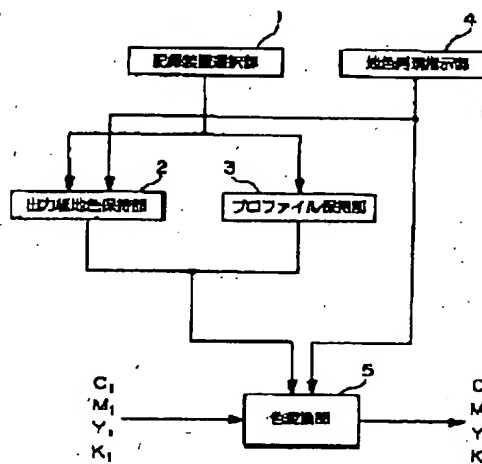 1
記録装置選択部
4
地色再現指示部
2
出力紙地色保持部
3
プロファイル保持部
5
色変換部
C₁
M₁
Y₁
K₁
C
M
Y
K